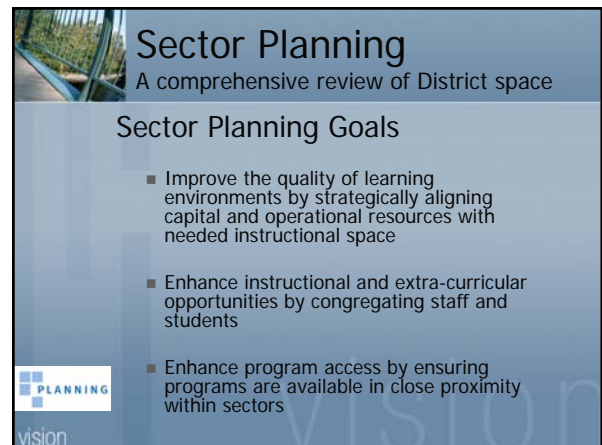 Sector Planning
A comprehensive review of District space
Sector Planning Goals
Improve the quality of learning
environments by strategically aligning
capital and operational resources with
needed instructional space
Enhance instructional and extra-curricular
opportunities by congregating staff and
students
Enhance program access by ensuring
programs are available in close proximity
within sectors
PLANNING
vision
vision